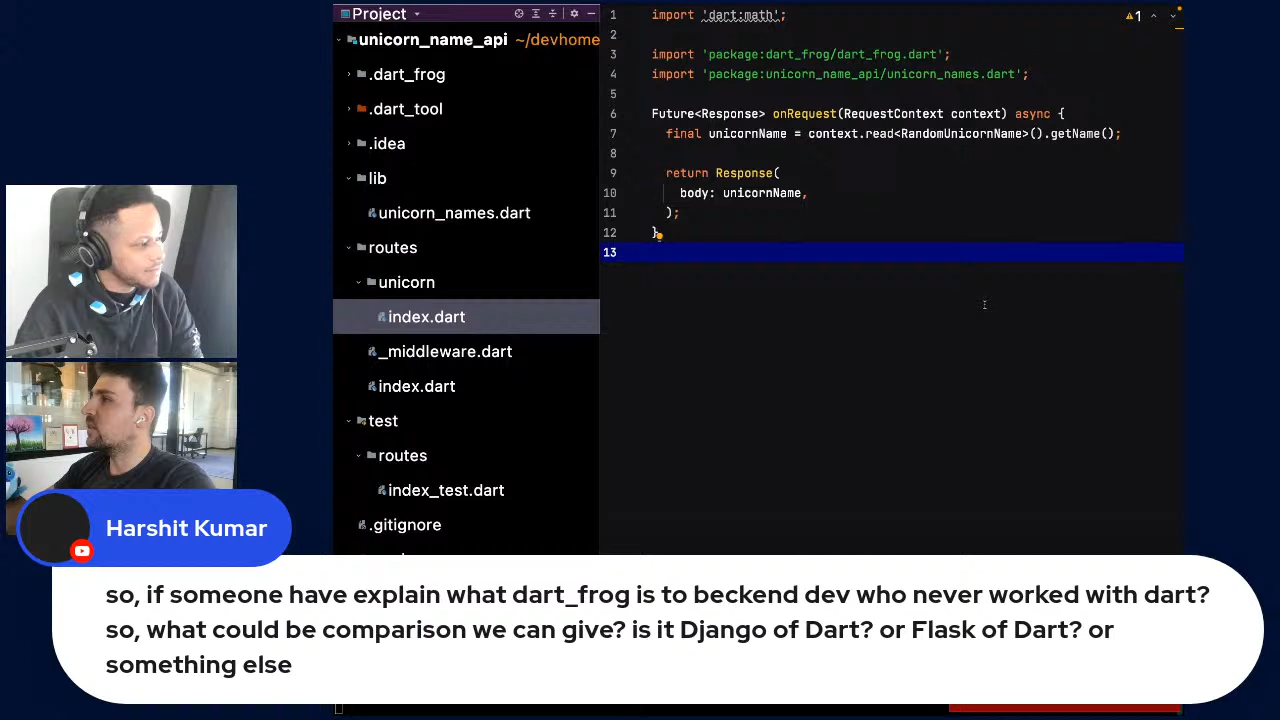 Project
unicorn_name_api ~/devhome
.dart_frog
.dart_tool
.idea
lib
unicorn_names.dart
routes
unicorn
index.dart
_middleware.dart
index.dart
test
routes
index_test.dart
.gitignore
1 import 'dart:math';
2
3 import 'package:dart_frog/dart_frog.dart';
4 import 'package:unicorn_name_api/unicorn_names.dart';
5
6 Future<Response> onRequest(RequestContext context) async {
7 final unicornName = context.read<RandomUnicornName>().getName();
8
9 return Response(
10 body: unicornName,
11 );
12 }
13
1
Harshit Kumar
so, if someone have explain what dart_frog is to beckend dev who never worked with dart?
so, what could be comparison we can give? is it Django of Dart? or Flask of Dart? or
something else